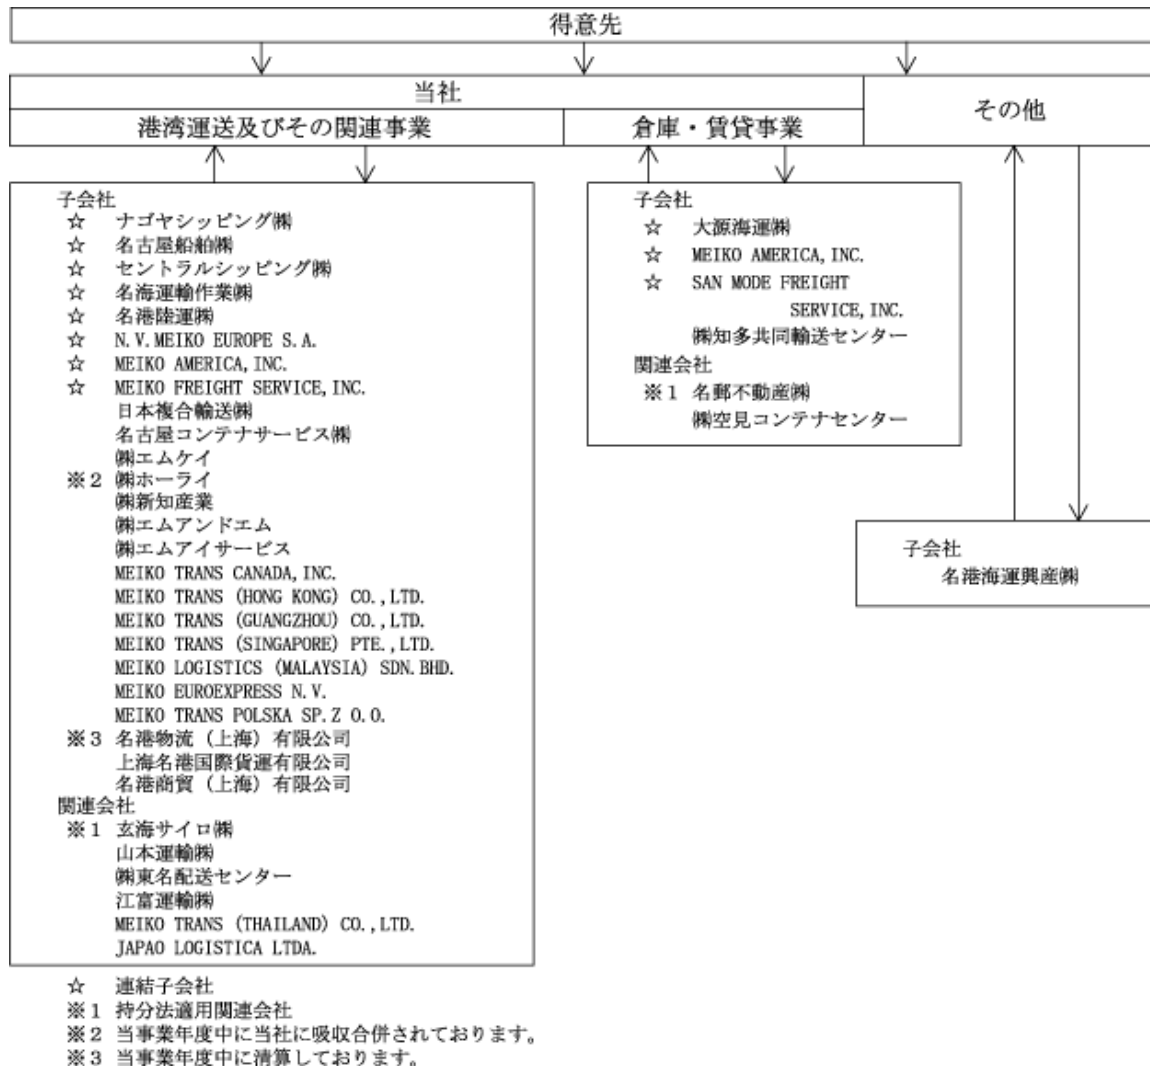 得意先
当社
その他
港湾運送及びその関連事業
倉庫・賃貸事業
子会社
☆ ナゴヤシッピング㈱
☆ 名古屋船舶㈱
☆ セントラルシッピング㈱
☆ 名海運輸作業㈱
☆ 名港陸運㈱
☆ N.V.MEIKO EUROPE S.A.
☆ MEIKO AMERICA,INC.
☆ MEIKO FREIGHT SERVICE,INC.
日本複合輸送㈱
名古屋コンテナサービス㈱
㈱エムケイ
※2 ㈱ホーライ
㈱新知産業
㈱エムアンドエム
㈱エムアイサービス
MEIKO TRANS CANADA,INC.
MEIKO TRANS (HONG KONG) CO.,LTD.
MEIKO TRANS (GUANGZHOU) CO.,LTD.
MEIKO TRANS (SINGAPORE) PTE.,LTD.
MEIKO LOGISTICS (MALAYSIA) SDN.BHD.
MEIKO EUROEXPRESS N.V.
MEIKO TRANS POLSKA SP.Z O.O.
※3 名港物流（上海）有限公司
上海名港国際貨運有限公司
名港商貿（上海）有限公司
関連会社
※1 玄海サイロ㈱
山本運輸㈱
㈱東名配送センター
江富運輸㈱
MEIKO TRANS (THAILAND) CO.,LTD.
JAPAO LOGISTICA LTDA.
子会社
☆ 大源海運㈱
☆ MEIKO AMERICA,INC.
☆ SAN MODE FREIGHT
SERVICE,INC.
㈱知多共同輸送センター
関連会社
※1 名郵不動産㈱
㈱空見コンテナセンター
子会社
名港海運興産㈱
☆ 連結子会社
※1 持分法適用関連会社
※2 当事業年度中に当社に吸収合併されております。
※3 当事業年度中に清算しております。